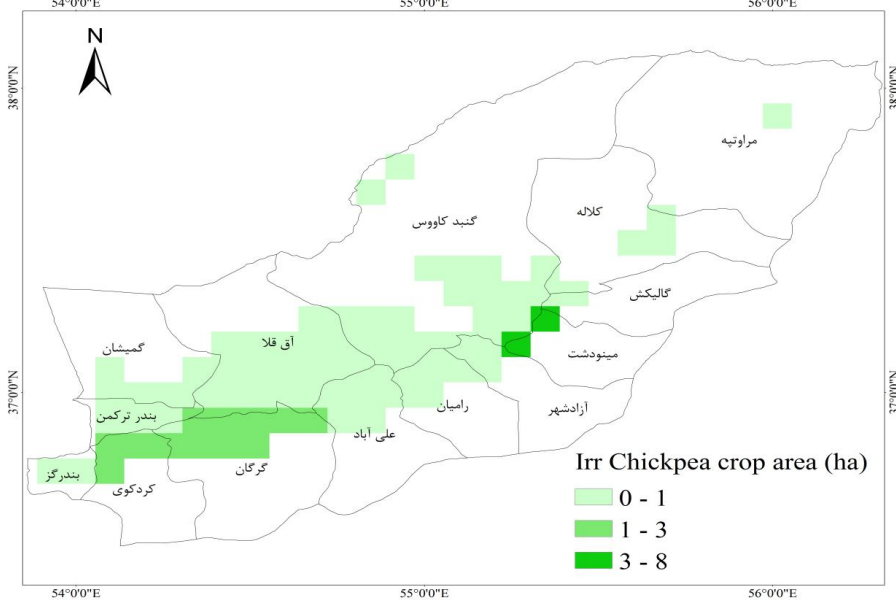 54°0'0"E 55°0'0"E 56°0'0"E
N
38°0'0"N 38°0'0"N
مراوتپه
کلاله
گنبد کاووس
گالیکش
آق قلا
گمیشان
مینودشت
37°0'0"N 37°0'0"N
رامیان
آزادشهر
بندر ترکمن
علی آباد
گرگان
بندرگز
کردکوی
Irr Chickpea crop area (ha)
0 - 1
1 - 3
3 - 8
54°0'0"E 55°0'0"E 56°0'0"E